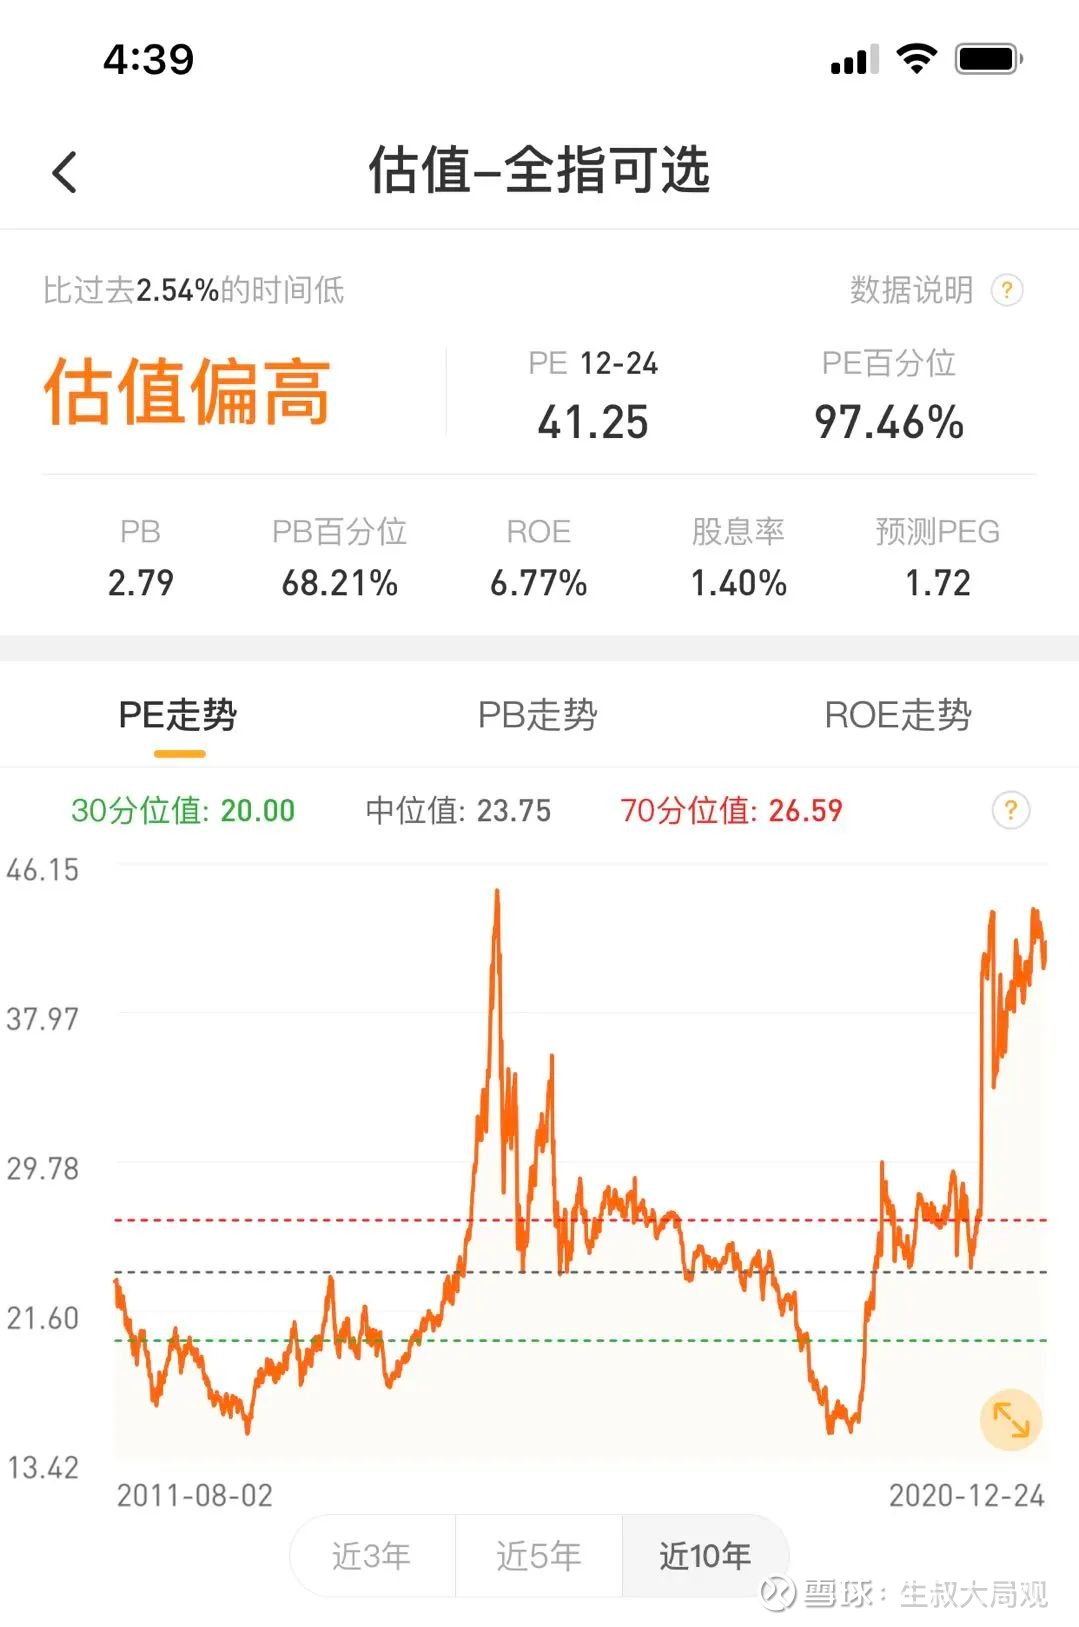 4:39
估值-全指可选
比过去2.54%的时间低
数据说明 ?
估值偏高
PE 12-24
PE百分位
41.25
97.46%
PB
PB百分位
ROE
股息率
预测PEG
2.79
68.21%
6.77%
1.40%
1.72
PE走势
PB走势
ROE走势
30分位值: 20.00
中位值: 23.75
70分位值: 26.59
?
46.15
37.97
29.78
21.60
13.42
2011-08-02
2020-12-24
近3年
近5年
近10年
雪球：生叔大局观